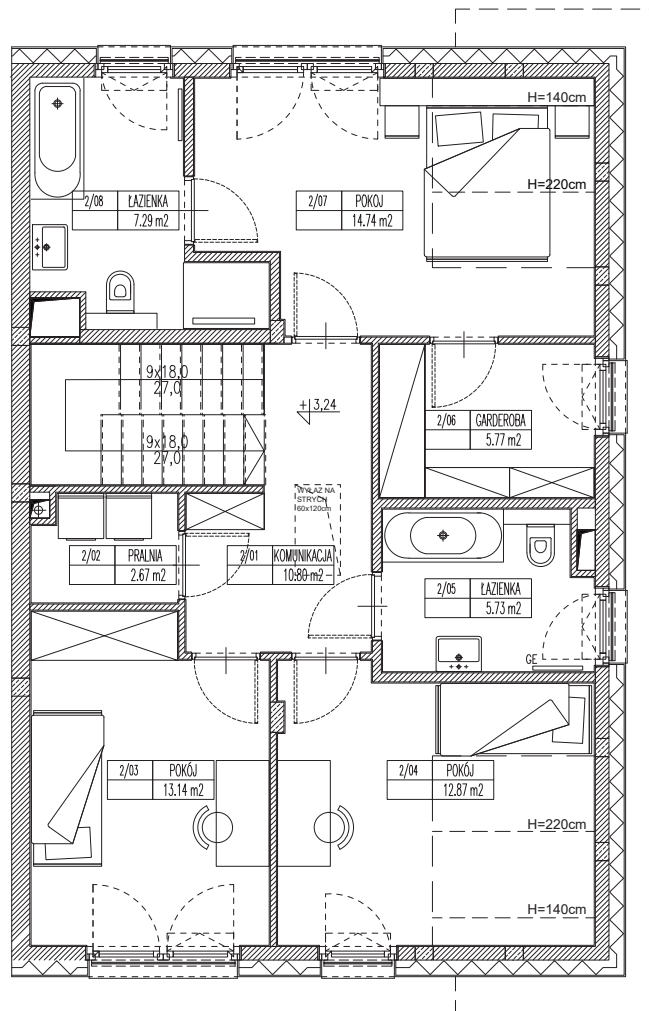 H=140cm
H=220cm
2/08 ŁAZIENKA
7.29 m2
2/07 POKÓJ
14.74 m2
9x18,0
27,0
+3,24
2/06 GARDEROBA
5.77 m2
9x18,0
27,0
WYŁAZ NA
STRYCH
60x120cm
2/02 PRALNIA
2.67 m2
2/01 KOMUNIKACJA
10.80 m2
2/05 ŁAZIENKA
5.73 m2
GE
2/03 POKÓJ
13.14 m2
2/04 POKÓJ
12.87 m2
H=220cm
H=140cm